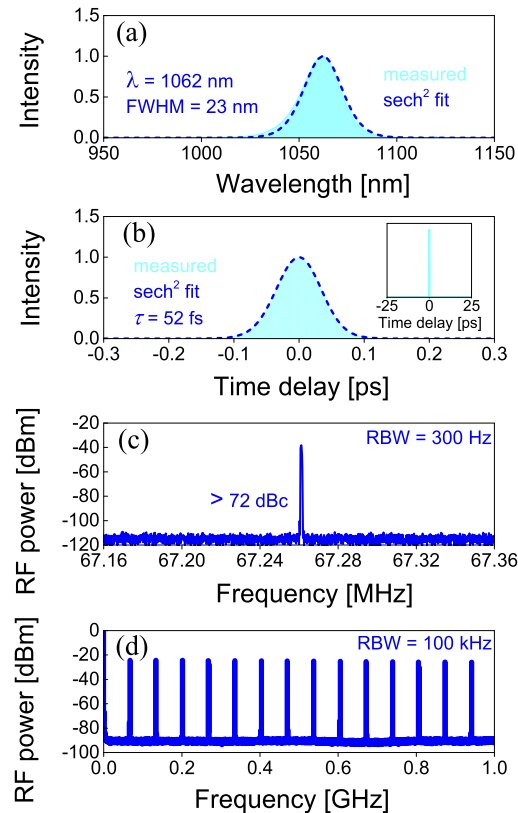 (a)
Intensity
1.5
1.0
0.5
0.0
λ = 1062 nm
FWHM = 23 nm
measured
sech² fit
950 1000 1050 1100 1150
Wavelength [nm]
(b)
Intensity
1.5
1.0
0.5
0.0
measured
sech² fit
τ = 52 fs
-25 0 25
Time delay [ps]
-0.3 -0.2 -0.1 0.0 0.1 0.2 0.3
Time delay [ps]
(c)
RF power [dBm]
-20
-40
-60
-80
-100
-120
RBW = 300 Hz
> 72 dBc
67.16 67.20 67.24 67.28 67.32 67.36
Frequency [MHz]
(d)
RF power [dBm]
0
-20
-40
-60
-80
-100
RBW = 100 kHz
0.0 0.2 0.4 0.6 0.8 1.0
Frequency [GHz]